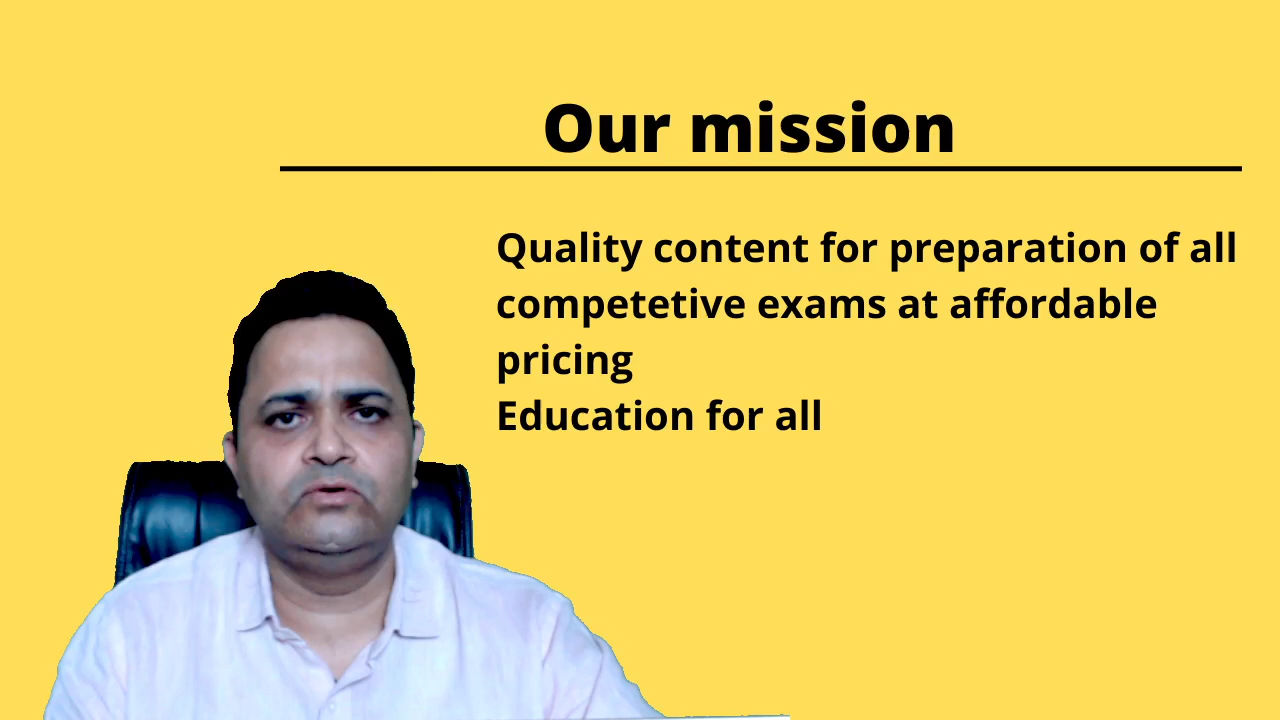 Our mission
Quality content for preparation of all
competetive exams at affordable
pricing
Education for all